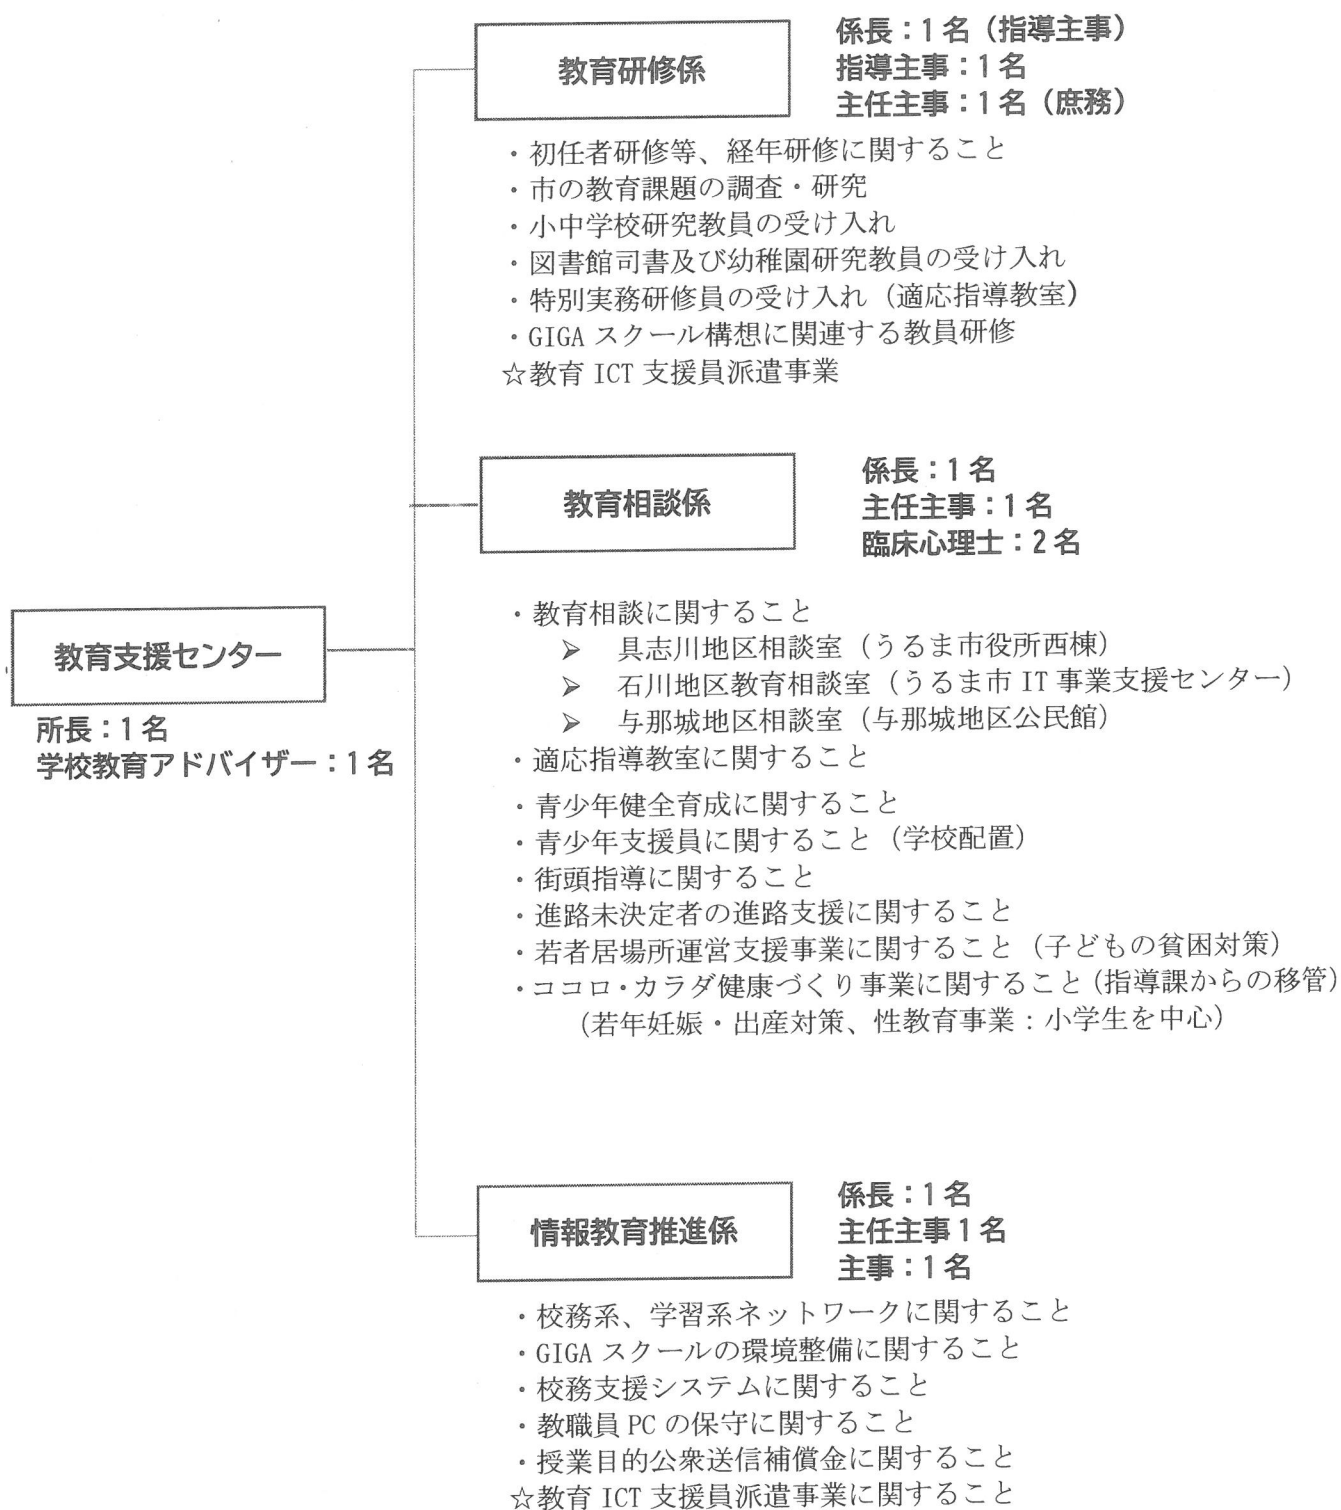 教育研修係
係長：1名（指導主事）
指導主事：1名
主任主事：1名（庶務）
・初任者研修等、経年研修に関すること
・市の教育課題の調査・研究
・小中学校研究教員の受け入れ
・図書館司書及び幼稚園研究教員の受け入れ
・特別実務研修員の受け入れ（適応指導教室）
・GIGA スクール構想に関連する教員研修
☆教育 ICT 支援員派遣事業
教育相談係
係長：1名
主任主事：1名
臨床心理士：2名
教育支援センター
所長：1名
学校教育アドバイザー：1名
・教育相談に関すること
➢ 具志川地区相談室（うるま市役所西棟）
➢ 石川地区教育相談室（うるま市 IT 事業支援センター）
➢ 与那城地区相談室（与那城地区公民館）
・適応指導教室に関すること
・青少年健全育成に関すること
・青少年支援員に関すること（学校配置）
・街頭指導に関すること
・進路未決定者の進路支援に関すること
・若者居場所運営支援事業に関すること（子どもの貧困対策）
・ココロ・カラダ健康づくり事業に関すること（指導課からの移管）
（若年妊娠・出産対策、性教育事業：小学生を中心）
情報教育推進係
係長：1名
主任主事1名
主事：1名
・校務系、学習系ネットワークに関すること
・GIGA スクールの環境整備に関すること
・校務支援システムに関すること
・教職員 PC の保守に関すること
・授業目的公衆送信補償金に関すること
☆教育 ICT 支援員派遣事業に関すること